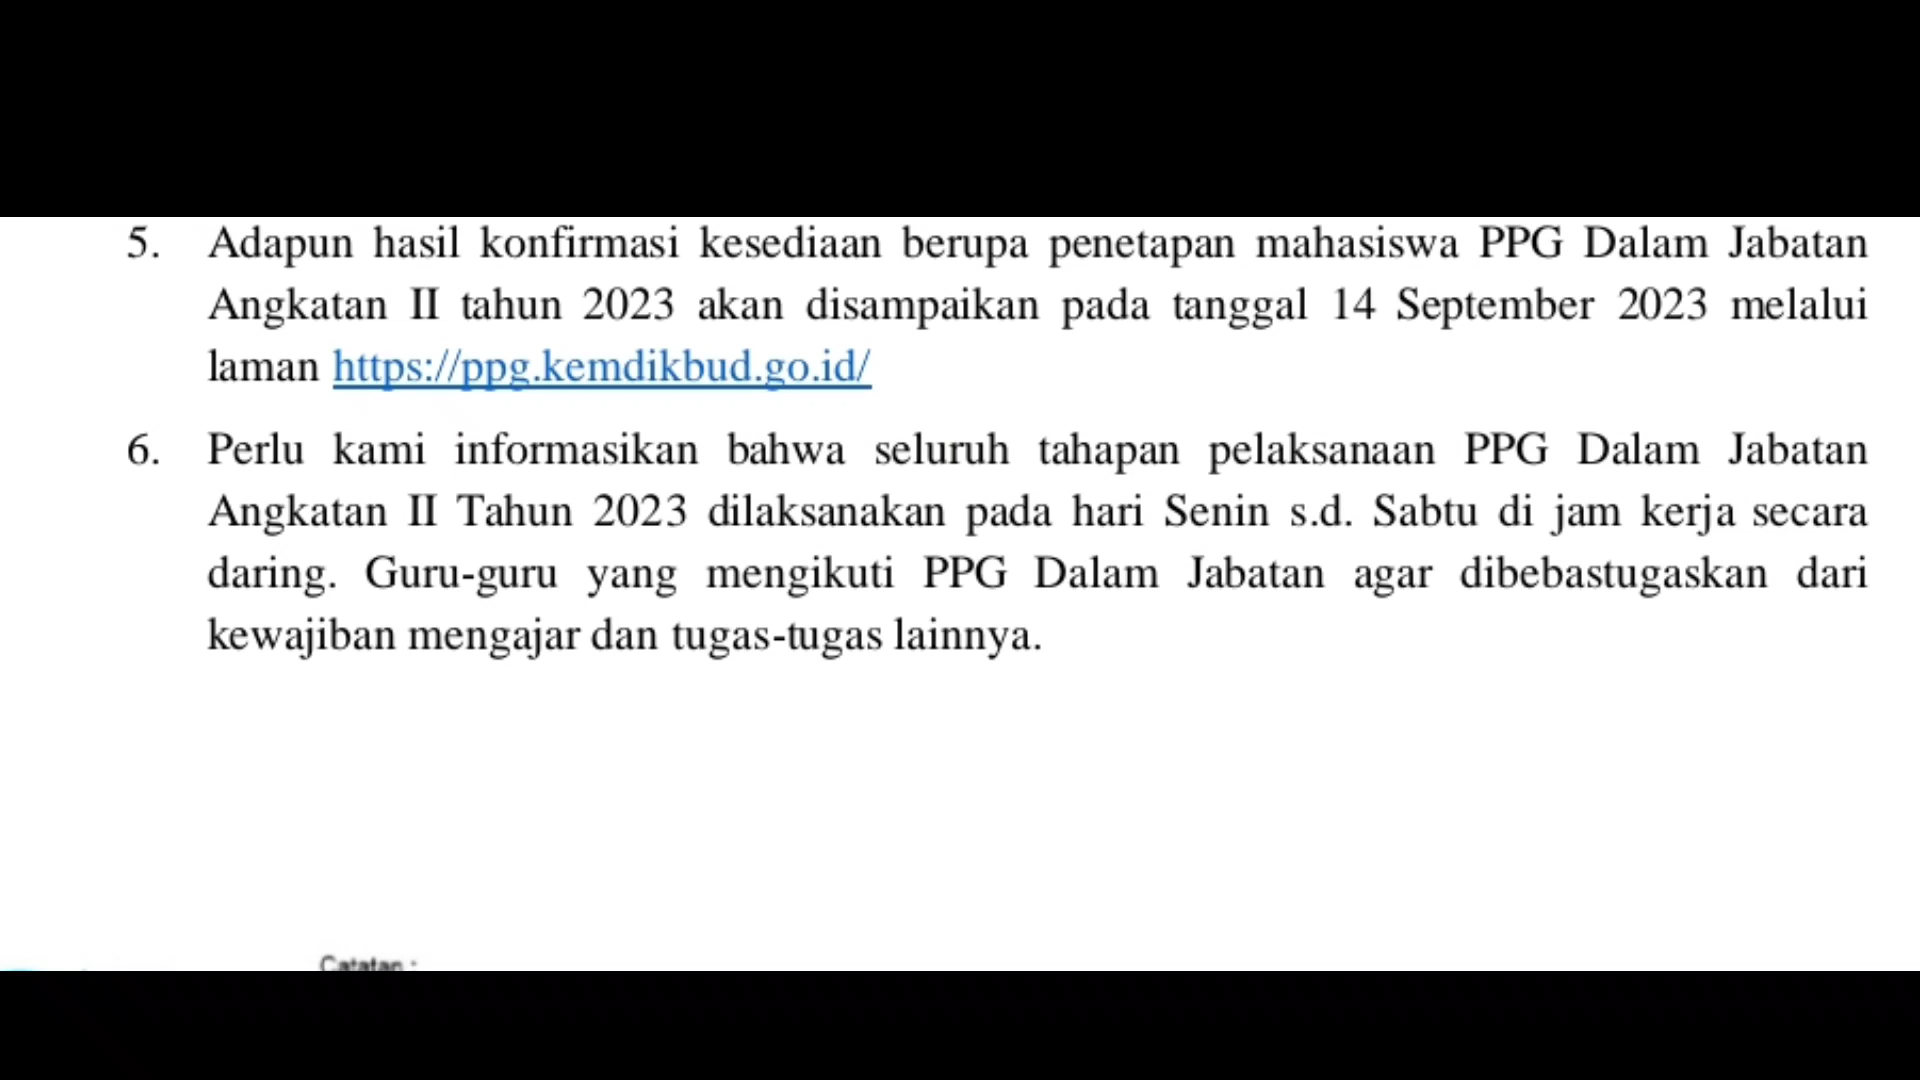 5. Adapun hasil konfirmasi kesediaan berupa penetapan mahasiswa PPG Dalam Jabatan
Angkatan II tahun 2023 akan disampaikan pada tanggal 14 September 2023 melalui
laman https://ppg.kemdikbud.go.id/
6. Perlu kami informasikan bahwa seluruh tahapan pelaksanaan PPG Dalam Jabatan
Angkatan II Tahun 2023 dilaksanakan pada hari Senin s.d. Sabtu di jam kerja secara
daring. Guru-guru yang mengikuti PPG Dalam Jabatan agar dibebastugaskan dari
kewajiban mengajar dan tugas-tugas lainnya.
Catatan :